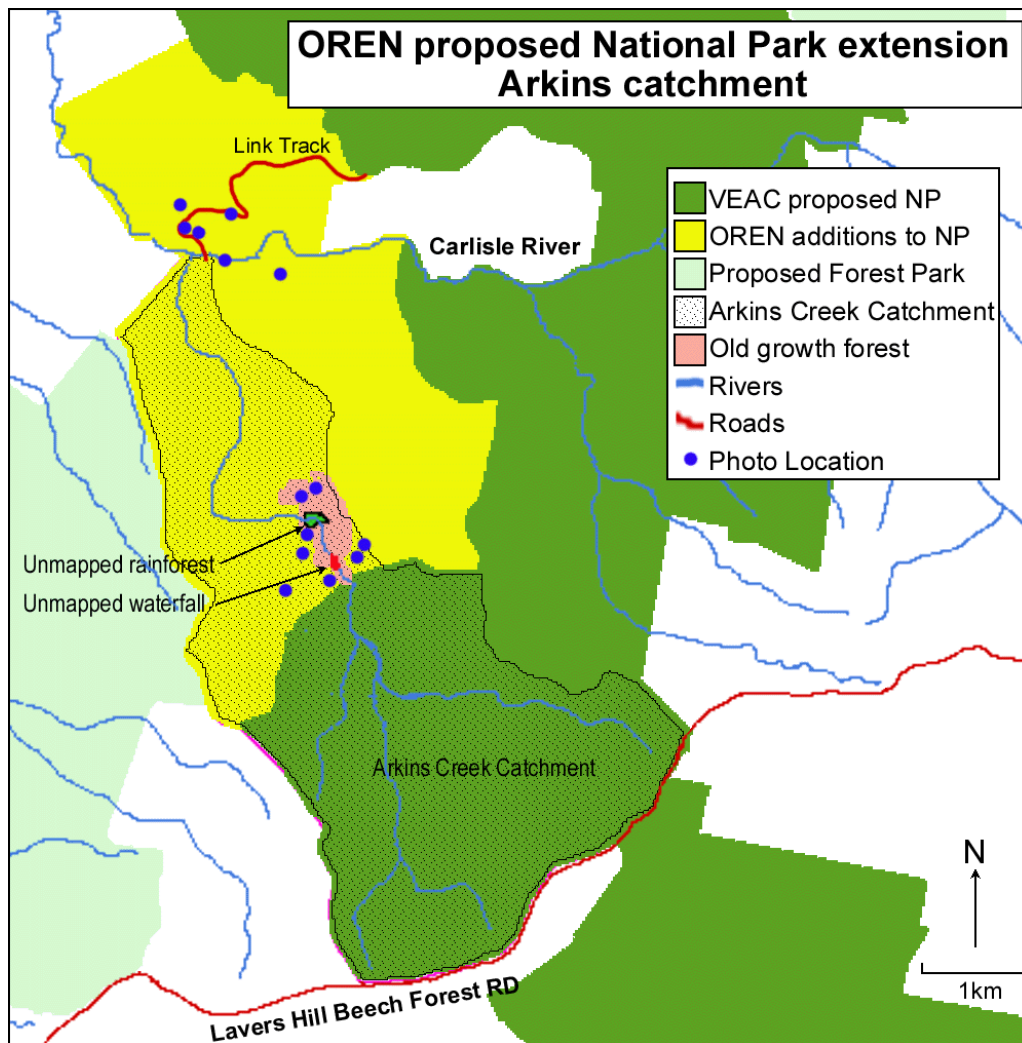 OREN proposed National Park extension
Arkins catchment
Link Track
Carlisle River
VEAC proposed NP
OREN additions to NP
Proposed Forest Park
Arkins Creek Catchment
Old growth forest
Rivers
Roads
Photo Location
Unmapped rainforest
Unmapped waterfall
Arkins Creek Catchment
N
1km
Lavers Hill Beech Forest RD